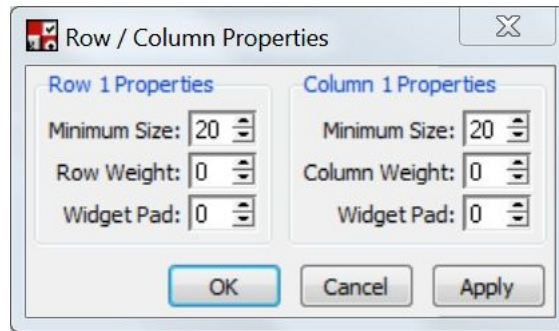 Row / Column Properties
Row 1 Properties
Minimum Size: 20
Row Weight: 0
Widget Pad: 0
Column 1 Properties
Minimum Size: 20
Column Weight: 0
Widget Pad: 0
OK Cancel Apply